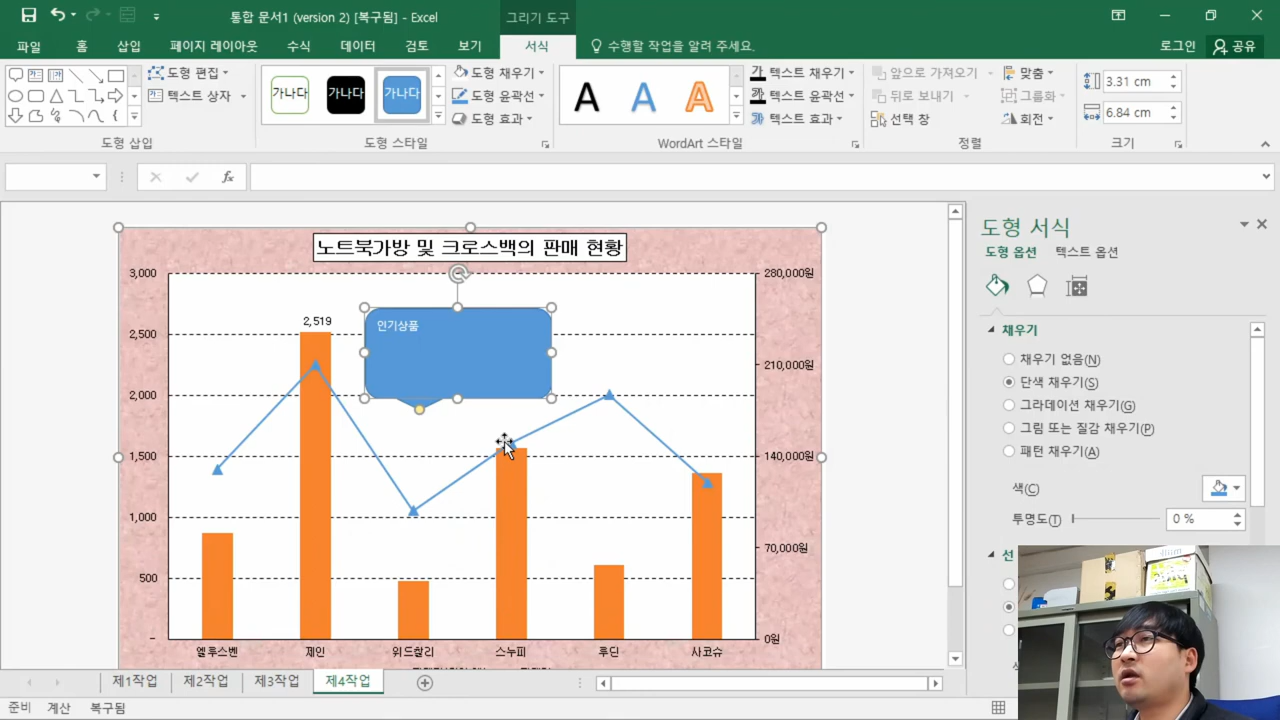 통합 문서1 (version 2) [복구됨] - Excel
그리기 도구
파일 홈 삽입 페이지 레이아웃 수식 데이터 검토 보기 서식 수행할 작업을 알려 주세요. 로그인 공유
도형 편집
텍스트 상자
도형 삽입
가나다 가나다 가나다
도형 채우기
도형 윤곽선
도형 효과
도형 스타일
A A A
텍스트 채우기
텍스트 윤곽선
텍스트 효과
WordArt 스타일
앞으로 가져오기
뒤로 보내기
선택 창
맞춤
그룹화
회전
정렬
3.31 cm
6.84 cm
크기
fx
노트북가방 및 크로스백의 판매 현황
3,000
2,500
2,000
1,500
1,000
500
-
280,000원
210,000원
140,000원
70,000원
0원
2,519
인기상품
엘루스벤 제인 위드썰리 스누피 루딘 사코슈
도형 서식
도형 옵션 텍스트 옵션
채우기
채우기 없음(N)
단색 채우기(S)
그라데이션 채우기(G)
그림 또는 질감 채우기(P)
패턴 채우기(A)
색(C)
투명도(T) 0 %
선
제1작업 제2작업 제3작업 제4작업
준비 계산 복구됨